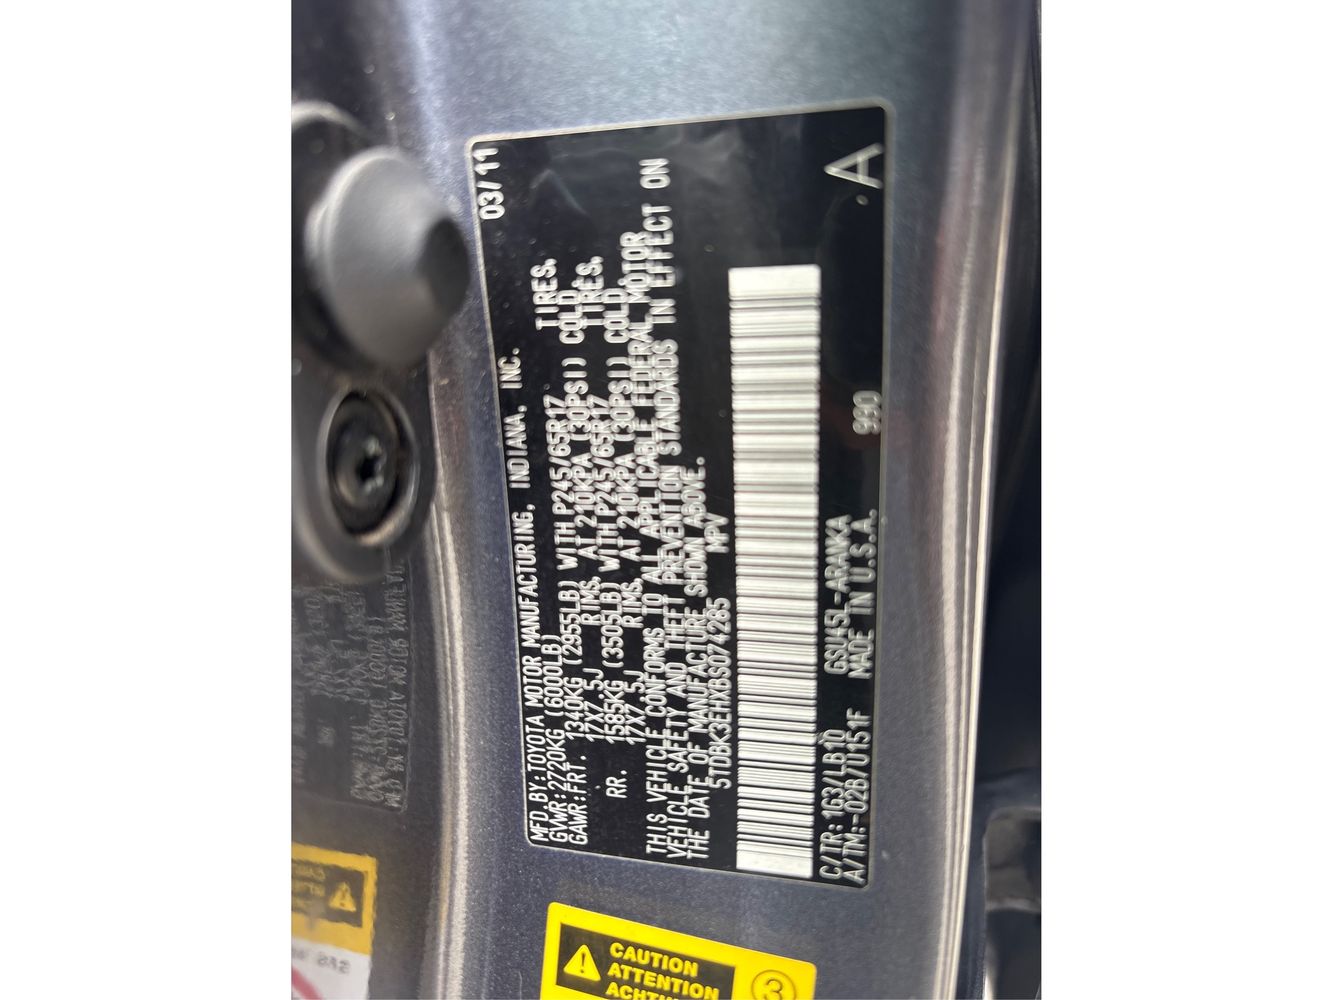 MFD.BY:TOYOTA MOTOR MANUFACTURING, INDIANA, INC. 03/11
GVWR:2720KG (6000LB)
GAWR:FRT. 1340KG (2955LB) WITH P245/65R17 TIRES,
17X7.5J RIMS, AT 210KPA (30PSI) COLD
RR. 1585KG (3505LB) WITH P245/65R17 TIRES,
17X7.5J RIMS, AT 210KPA (30PSI) COLD
THIS VEHICLE CONFORMS TO ALL APPLICABLE FEDERAL MOTOR
VEHICLE SAFETY AND THEFT PREVENTION STANDARDS IN EFFECT ON
THE DATE OF MANUFACTURE SHOWN ABOVE.
5TDBK3EHXBS074285 MPV
C/TR:1G3/LB10 GSU45L-ARANKA 990
A/TM:-02B/U151F MADE IN U.S.A. .A
CAUTION
ATTENTION
ACHTUNG
3